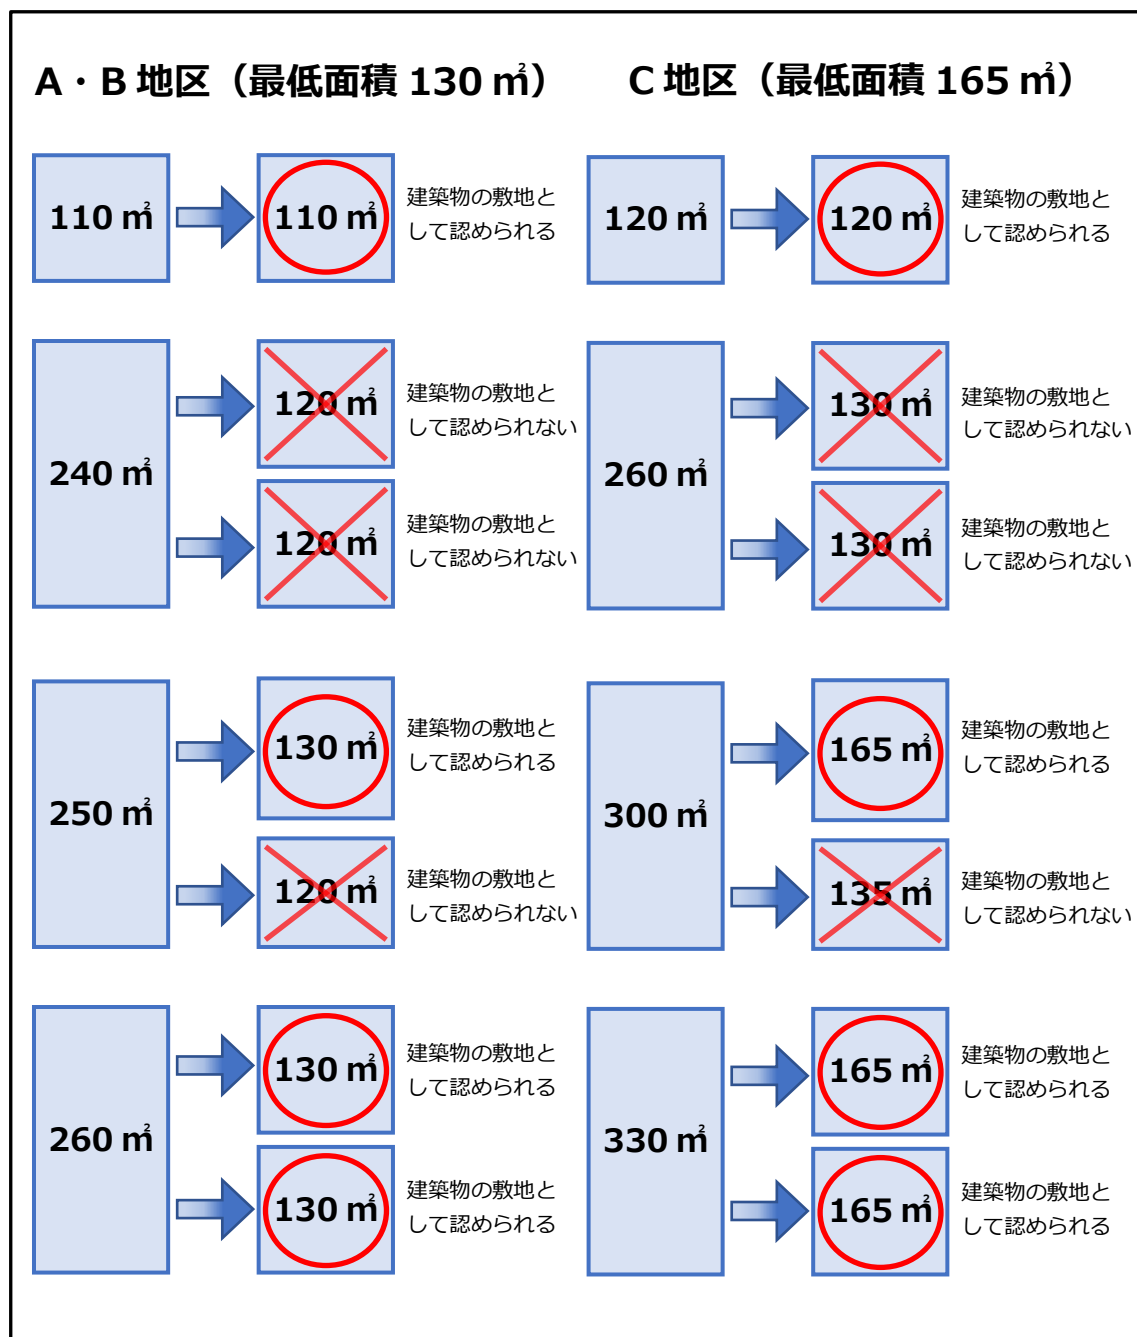 A・B 地区（最低面積 130 ㎡）
110 ㎡
110 ㎡
建築物の敷地と
して認められる
240 ㎡
120 ㎡
建築物の敷地と
して認められない
120 ㎡
建築物の敷地と
して認められない
250 ㎡
130 ㎡
建築物の敷地と
して認められる
120 ㎡
建築物の敷地と
して認められない
260 ㎡
130 ㎡
建築物の敷地と
して認められる
130 ㎡
建築物の敷地と
して認められる
C 地区（最低面積 165 ㎡）
120 ㎡
120 ㎡
建築物の敷地と
して認められる
260 ㎡
130 ㎡
建築物の敷地と
して認められない
130 ㎡
建築物の敷地と
して認められない
300 ㎡
165 ㎡
建築物の敷地と
して認められる
135 ㎡
建築物の敷地と
して認められない
330 ㎡
165 ㎡
建築物の敷地と
して認められる
165 ㎡
建築物の敷地と
して認められる